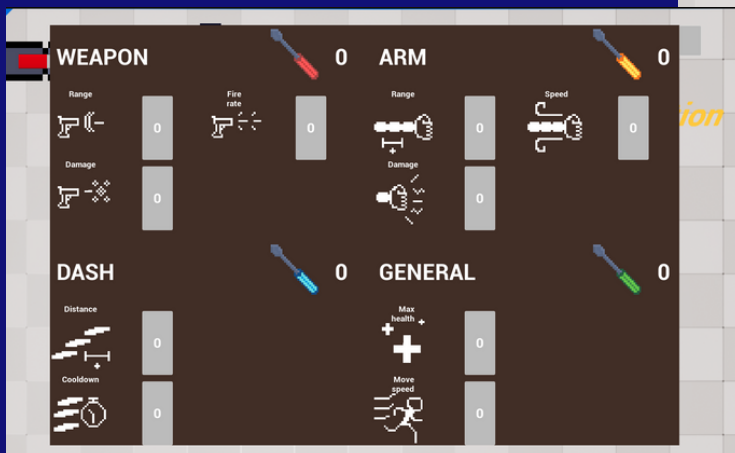 WEAPON 0 ARM 0
Range 0 Fire rate 0 Range 0 Speed 0
Damage 0 Damage 0
DASH 0 GENERAL 0
Distance 0 Max health 0
Cooldown 0 Move speed 0